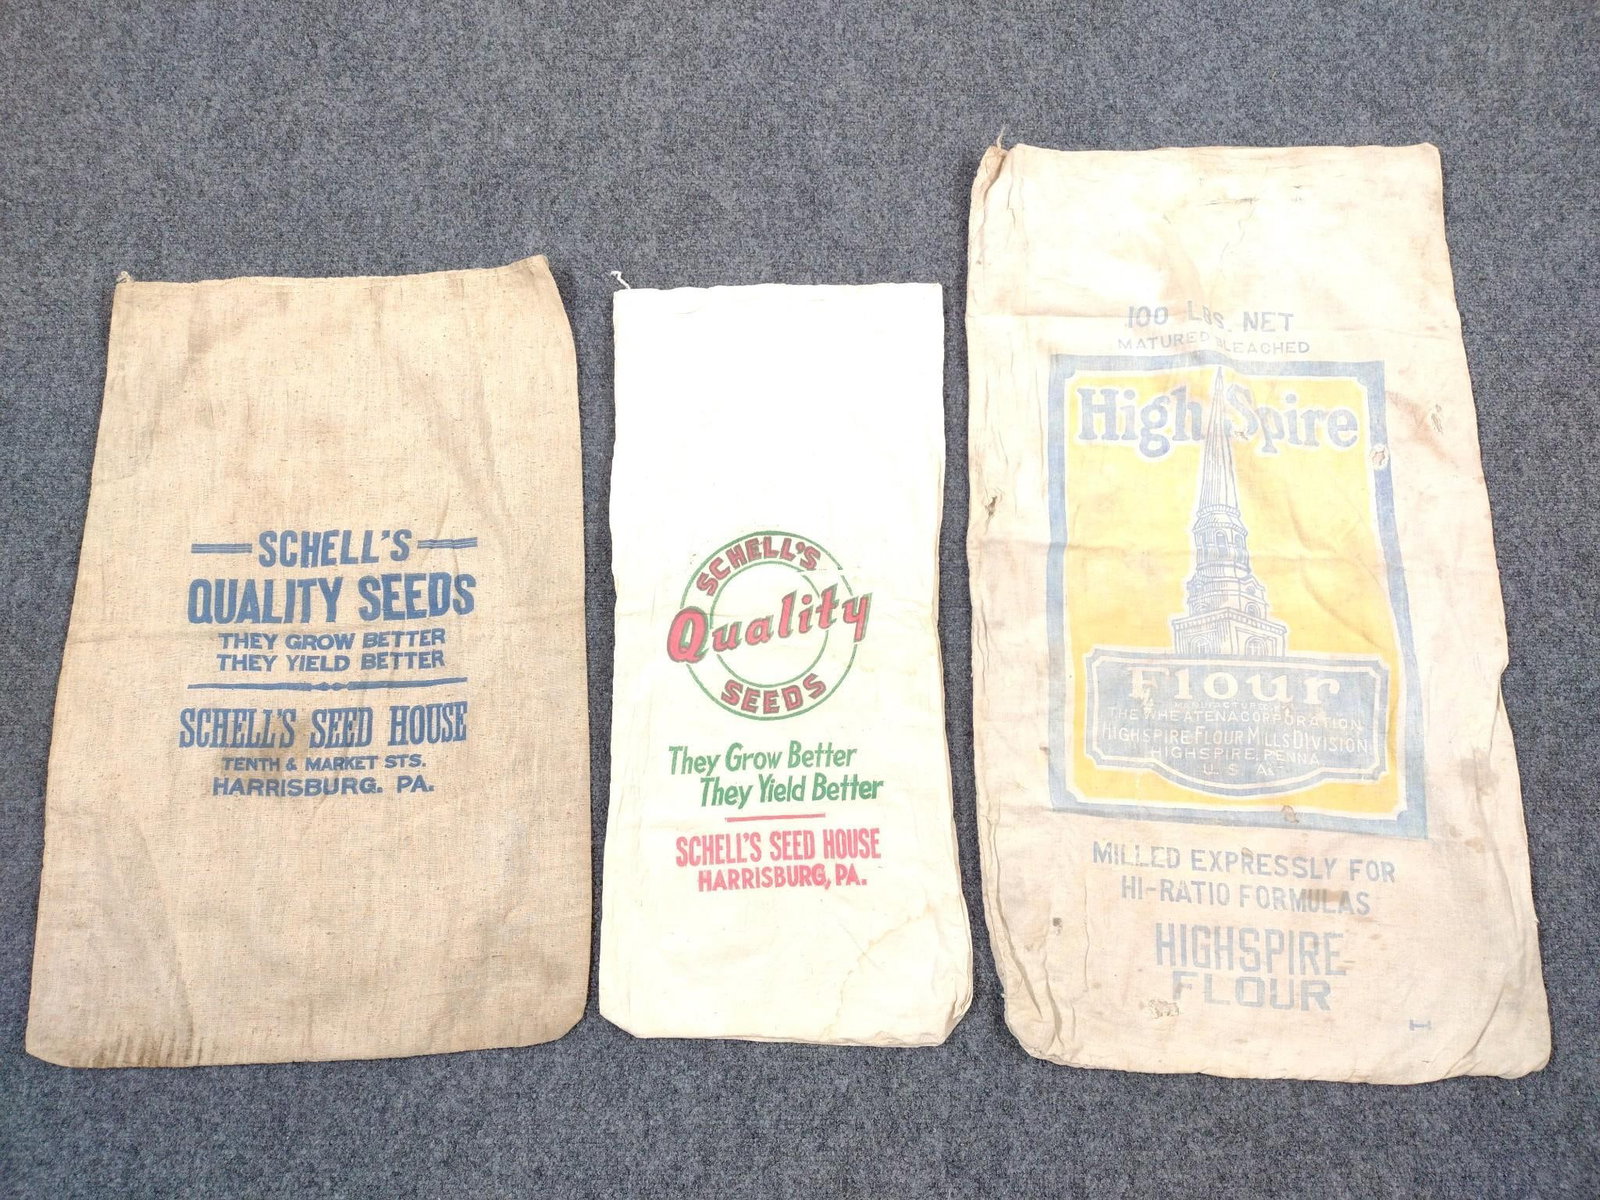 SCHELL'S
QUALITY SEEDS
THEY GROW BETTER
THEY YIELD BETTER
SCHELL'S SEED HOUSE
TENTH & MARKET STS.
HARRISBURG. PA.
SCHELL'S
Quality
SEEDS
They Grow Better
They Yield Better
SCHELL'S SEED HOUSE
HARRISBURG, PA.
100 LBS. NET
MATURED BLEACHED
High Spire
Flour
MANUFACTURED BY
THE WHEATENA CORPORATION
HIGHSPIRE FLOUR MILLS DIVISION
HIGHSPIRE, PENNA.
U. S. A.
MILLED EXPRESSLY FOR
HI-RATIO FORMULAS
HIGHSPIRE
FLOUR